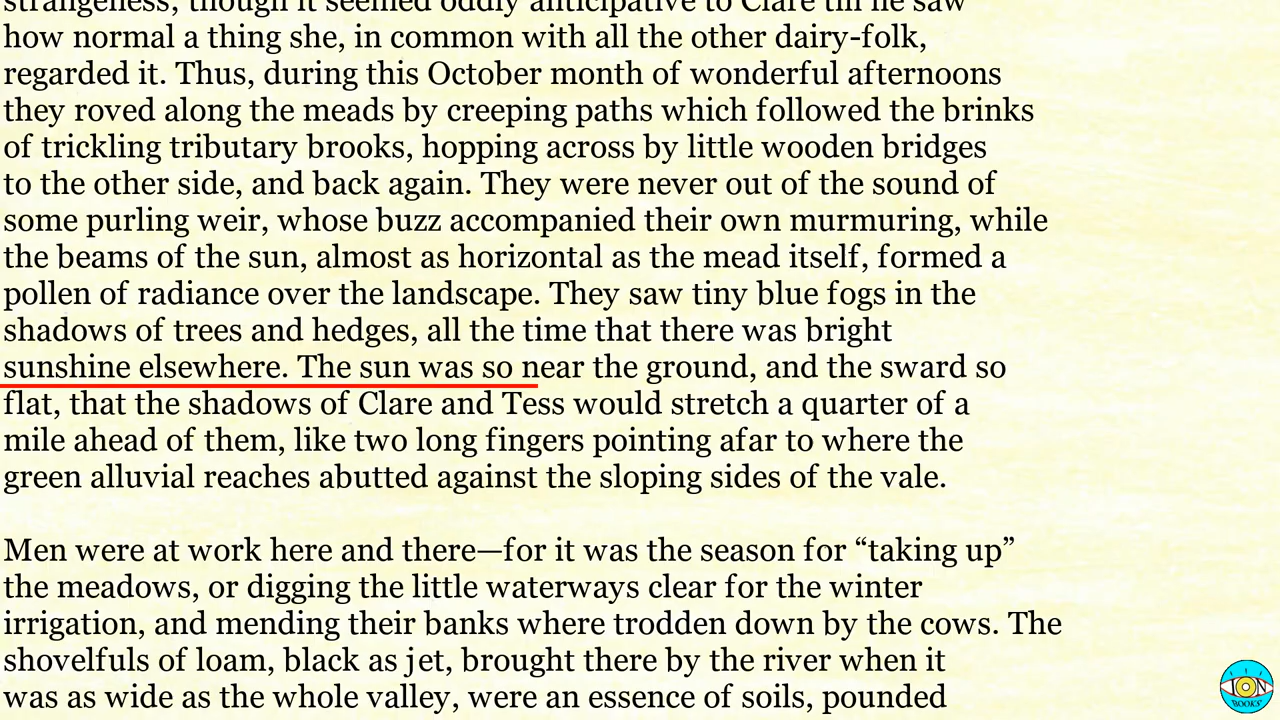 strangeness, though it seemed oddly anticipative to Clare till he saw
how normal a thing she, in common with all the other dairy-folk,
regarded it. Thus, during this October month of wonderful afternoons
they roved along the meads by creeping paths which followed the brinks
of trickling tributary brooks, hopping across by little wooden bridges
to the other side, and back again. They were never out of the sound of
some purling weir, whose buzz accompanied their own murmuring, while
the beams of the sun, almost as horizontal as the mead itself, formed a
pollen of radiance over the landscape. They saw tiny blue fogs in the
shadows of trees and hedges, all the time that there was bright
sunshine elsewhere. The sun was so near the ground, and the sward so
flat, that the shadows of Clare and Tess would stretch a quarter of a
mile ahead of them, like two long fingers pointing afar to where the
green alluvial reaches abutted against the sloping sides of the vale.
Men were at work here and there—for it was the season for “taking up”
the meadows, or digging the little waterways clear for the winter
irrigation, and mending their banks where trodden down by the cows. The
shovelfuls of loam, black as jet, brought there by the river when it
was as wide as the whole valley, were an essence of soils, pounded
ION
BOOKS